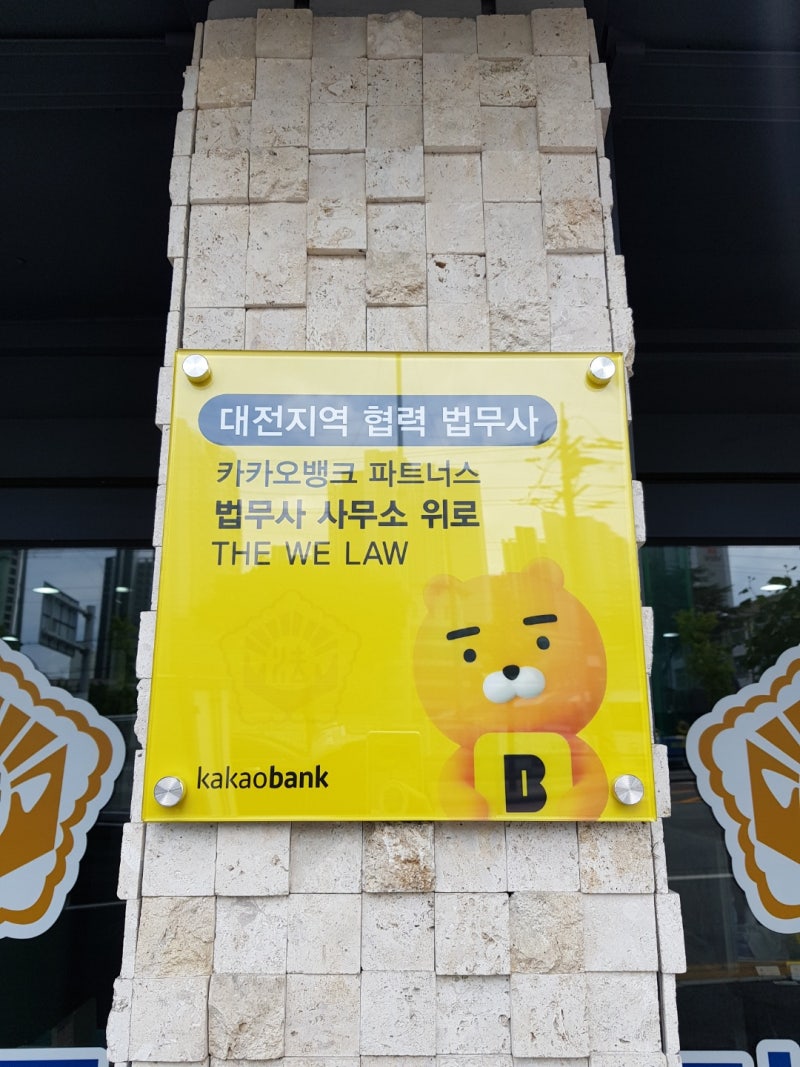 대전지역 협력 법무사
카카오뱅크 파트너스
법무사 사무소 위로
THE WE LAW
B
kakaobank